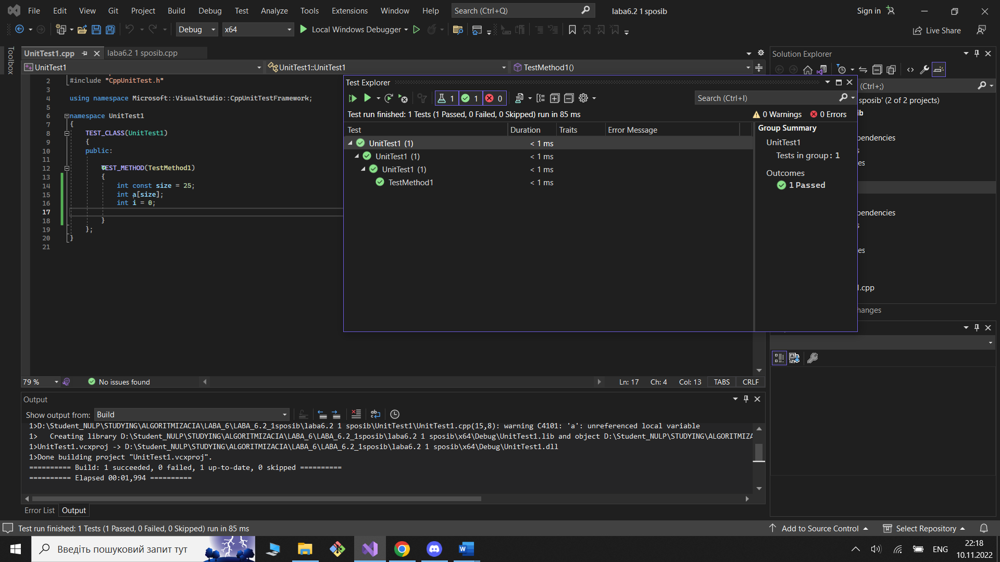 File Edit View Git Project Build Debug Test Analyze Tools Extensions Window Help Search (Ctrl+Q) laba6.2 1 sposib Sign in
Debug x64 Local Windows Debugger Live Share
Toolbox
UnitTest1.cpp laba6.2 1 sposib.cpp
UnitTest1 UnitTest1::UnitTest1 TestMethod1()
2 #include "CppUnitTest.h"
3
4 using namespace Microsoft::VisualStudio::CppUnitTestFramework;
5
6 namespace UnitTest1
7 {
8 TEST_CLASS(UnitTest1)
9 {
10 public:
11
12 TEST_METHOD(TestMethod1)
13 {
14 int const size = 25;
15 int a[size];
16 int i = 0;
17
18 }
19 };
20 }
21
Test Explorer
1 1 0 Search (Ctrl+I)
Test run finished: 1 Tests (1 Passed, 0 Failed, 0 Skipped) run in 85 ms 0 Warnings 0 Errors
Test Duration Traits Error Message
UnitTest1 (1) < 1 ms
UnitTest1 (1) < 1 ms
UnitTest1 (1) < 1 ms
TestMethod1 < 1 ms
Group Summary
UnitTest1
Tests in group: 1
Outcomes
1 Passed
Solution Explorer
(Ctrl+;)
sposib' (2 of 2 projects)
ib
pendencies
s
es
pendencies
s
es
l.cpp
hanges
79 % No issues found Ln: 17 Ch: 4 Col: 13 TABS CRLF
Output
Show output from: Build
1>D:\Student_NULP\STUDYING\ALGORITMIZACIA\LABA_6\LABA_6.2_1sposib\laba6.2 1 sposib\UnitTest1\UnitTest1.cpp(15,8): warning C4101: 'a': unreferenced local variable
1> Creating library D:\Student_NULP\STUDYING\ALGORITMIZACIA\LABA_6\LABA_6.2_1sposib\laba6.2 1 sposib\x64\Debug\UnitTest1.lib and object D:\Student_NULP\STUDYING\ALGORITMIZA
1>UnitTest1.vcxproj -> D:\Student_NULP\STUDYING\ALGORITMIZACIA\LABA_6\LABA_6.2_1sposib\laba6.2 1 sposib\x64\Debug\UnitTest1.dll
1>Done building project "UnitTest1.vcxproj".
========== Build: 1 succeeded, 0 failed, 1 up-to-date, 0 skipped ==========
========== Elapsed 00:01,994 ==========
Error List Output
Test run finished: 1 Tests (1 Passed, 0 Failed, 0 Skipped) run in 85 ms Add to Source Control Select Repository
Введіть пошуковий запит тут ENG 22:18
10.11.2022